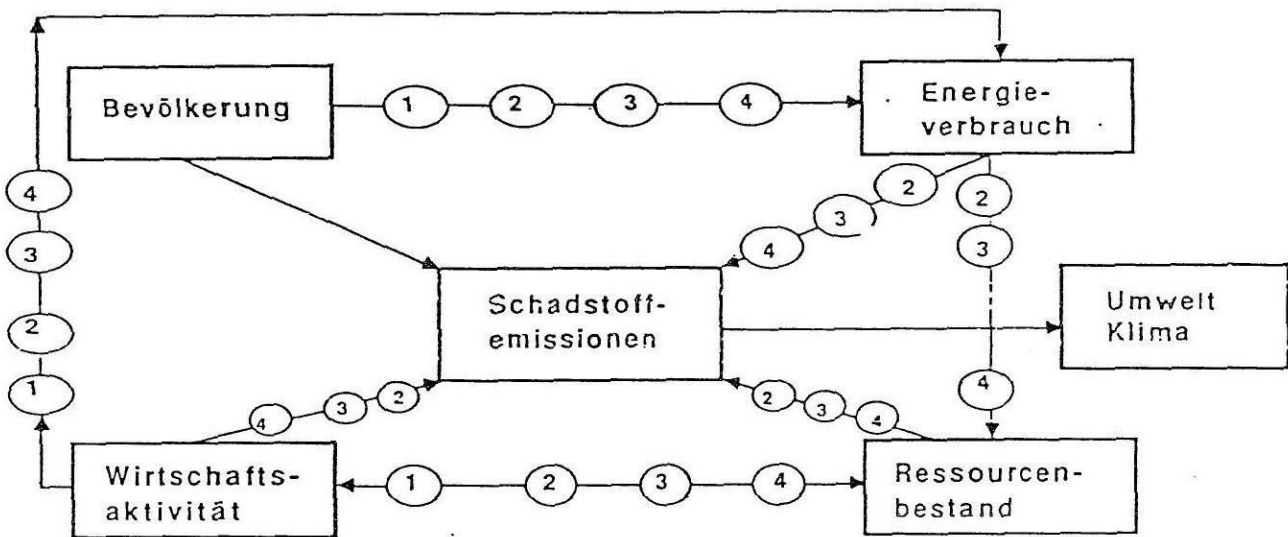 Bevölkerung
1 2 3 4
Energie-
verbrauch
4
3
2
1
2
3
4
2
3
4
Schadstoff-
emissionen
Umwelt
Klima
4 3 2
2 3 4
Wirtschafts-
aktivität
1 2 3 4
Ressourcen-
bestand